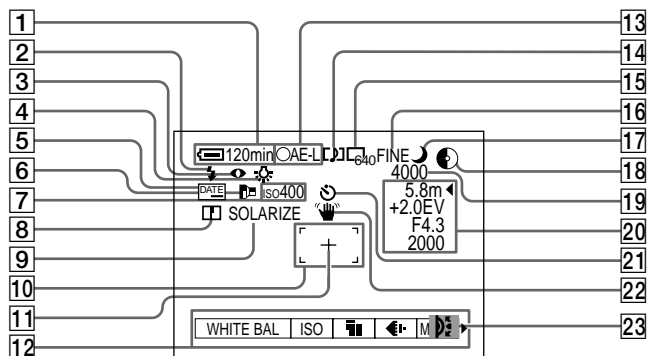 1
2
3
4
5
6
7
8
9
10
11
12
13
14
15
16
17
18
19
20
21
22
23
120min
AE-L
640
FINE
4000
DATE
ISO400
SOLARIZE
5.8m
+2.0EV
F4.3
2000
WHITE BAL
ISO
M